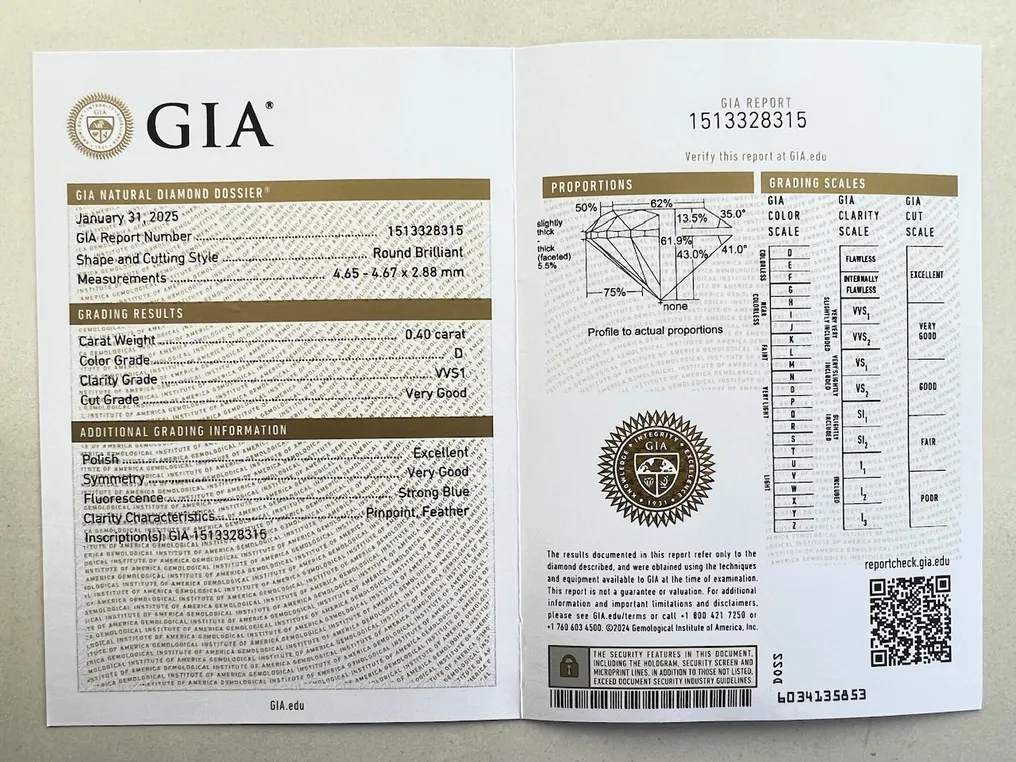 GIA®
GIA NATURAL DIAMOND DOSSIER®
January 31, 2025
GIA Report Number 1513328315
Shape and Cutting Style Round Brilliant
Measurements 4.65 - 4.67 x 2.88 mm
GRADING RESULTS
Carat Weight 0.40 carat
Color Grade D
Clarity Grade VVS1
Cut Grade Very Good
ADDITIONAL GRADING INFORMATION
Polish Excellent
Symmetry Very Good
Fluorescence Strong Blue
Clarity Characteristics Pinpoint, Feather
Inscription(s): GIA 1513328315
GIA.edu
GIA REPORT
1513328315
Verify this report at GIA.edu
PROPORTIONS
50%
62%
13.5%
35.0°
slightly
thick
thick
(faceted)
5.5%
61.9%
43.0%
41.0°
75%
none
Profile to actual proportions
GIA
KNOWLEDGE INTEGRITY EXCELLENCE
1931
The results documented in this report refer only to the
diamond described, and were obtained using the techniques
and equipment available to GIA at the time of examination.
This report is not a guarantee or valuation. For additional
information and important limitations and disclaimers,
please see GIA.edu/terms or call +1 800 421 7250 or
+1 760 603 4500. ©2024 Gemological Institute of America, Inc.
THE SECURITY FEATURES IN THIS DOCUMENT,
INCLUDING THE HOLOGRAM, SECURITY SCREEN AND
MICROPRINT LINES, IN ADDITION TO THOSE NOT LISTED,
EXCEED DOCUMENT SECURITY INDUSTRY GUIDELINES.
GRADING SCALES
GIA
COLOR
SCALE
COLORLESS
D
E
F
NEAR COLORLESS
G
H
I
J
FAINT
K
L
M
VERY LIGHT
N
O
P
Q
R
LIGHT
S
T
U
V
W
X
Y
Z
GIA
CLARITY
SCALE
FLAWLESS
INTERNALLY
FLAWLESS
VERY VERY
SLIGHTLY INCLUDED
VVS1
VVS2
VERY SLIGHTLY
INCLUDED
VS1
VS2
SLIGHTLY
INCLUDED
SI1
SI2
INCLUDED
I1
I2
I3
GIA
CUT
SCALE
EXCELLENT
VERY
GOOD
GOOD
FAIR
POOR
reportcheck.gia.edu
D022
6034135853